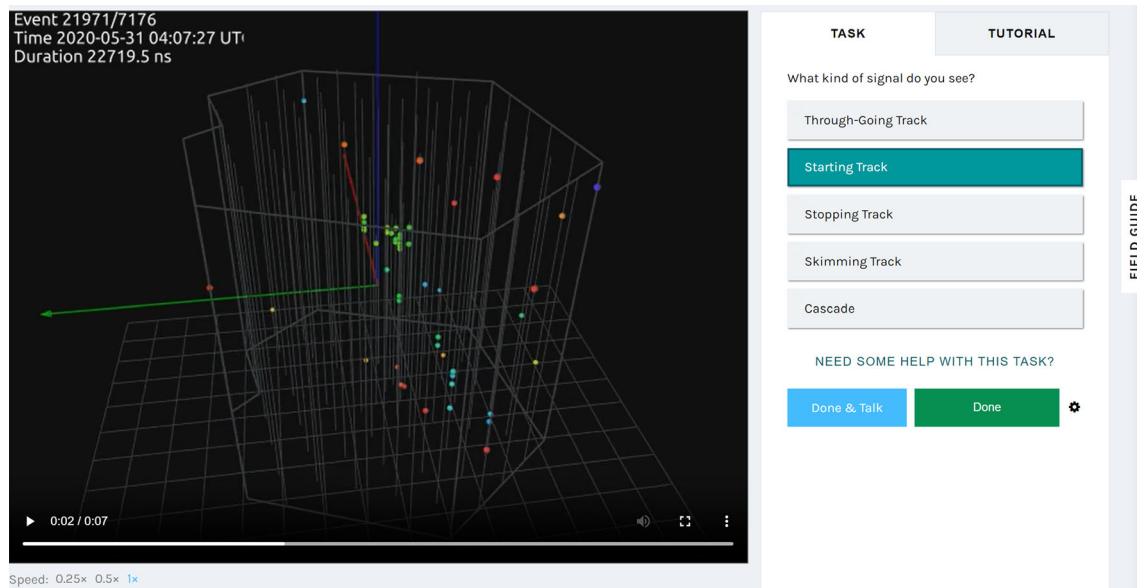 Event 21971/7176
Time 2020-05-31 04:07:27 UT
Duration 22719.5 ns
0:02 / 0:07
Speed: 0.25× 0.5× 1×
TASK
TUTORIAL
What kind of signal do you see?
Through-Going Track
Starting Track
Stopping Track
Skimming Track
Cascade
NEED SOME HELP WITH THIS TASK?
Done & Talk
Done
FIELD GUIDE